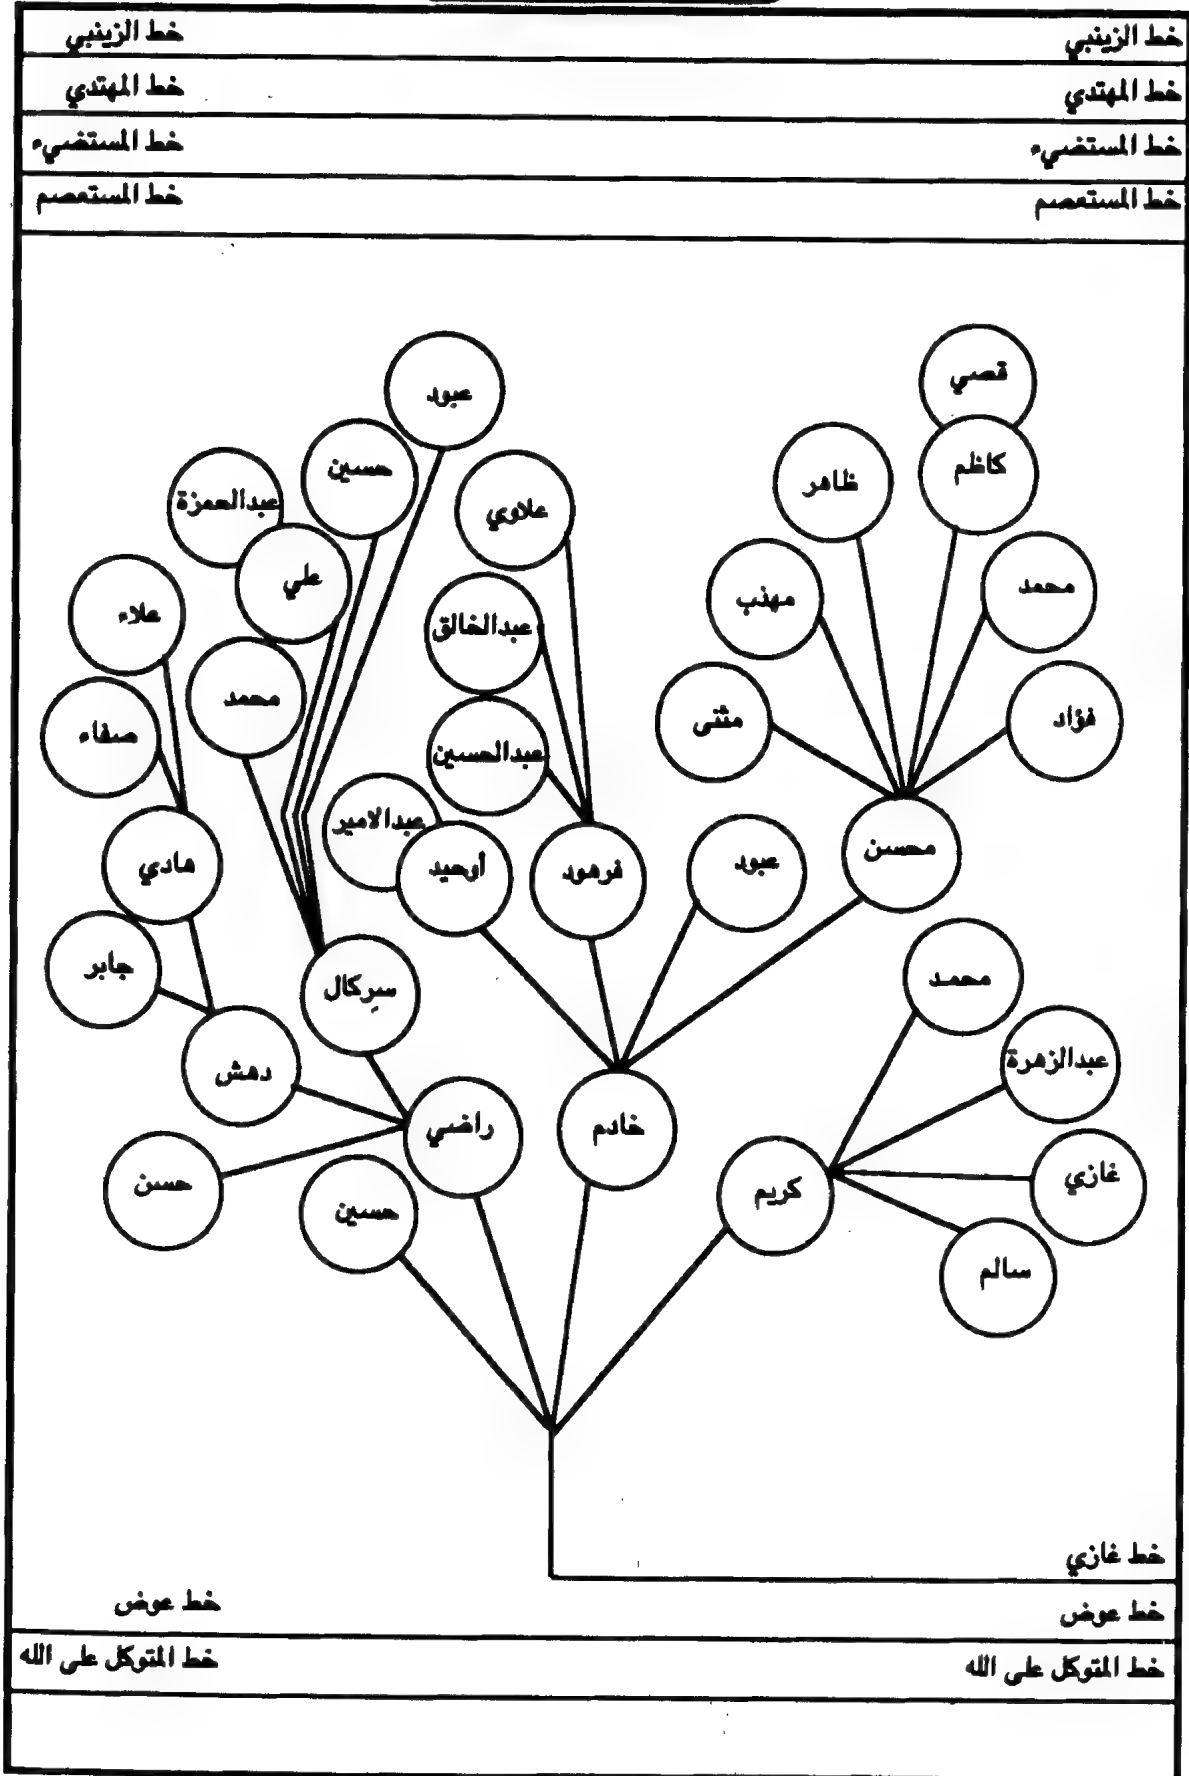 خط الزينبي خط الزينبي
خط المهتدي خط المهتدي
خط المستضيء خط المستضيء
خط المستعصم خط المستعصم
قصي
عبود
كاظم
حسين
ظاهر
عبدالحمزة
علاوي
علي
محمد
مهذب
علاء
عبدالخالق
محمد
فؤاد
مثنى
صفاء
عبدالحسين
عبدالامير
محسن
عبود
فرهود
أوحيد
هادي
محمد
جابر
سركال
عبدالزهرة
دهش
خادم
راضي
غازي
كريم
حسن
حسين
سالم
خط غازي
خط عوض خط عوض
خط المتوكل على الله خط المتوكل على الله